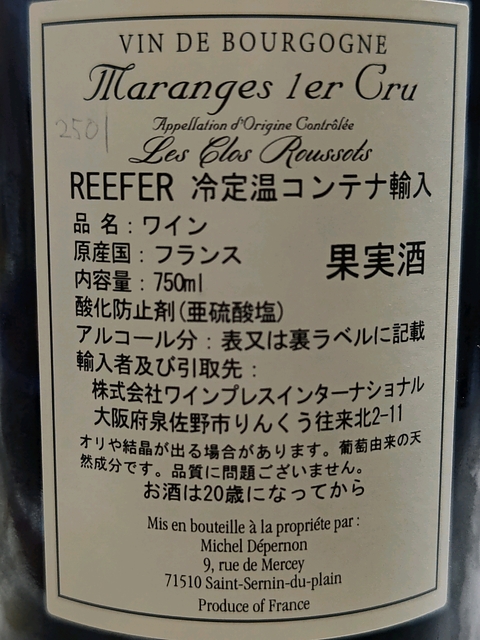 VIN DE BOURGOGNE
Maranges 1er Cru
2501
Appellation d'Origine Contrôlée
Les Clos Roussots
REEFER 冷定温コンテナ輸入
品 名：ワイン
原産国：フランス
果実酒
内容量：750ml
酸化防止剤(亜硫酸塩)
アルコール分：表又は裏ラベルに記載
輸入者及び引取先：
株式会社ワインプレスインターナショナル
大阪府泉佐野市りんくう往来北2-11
オリや結晶が出る場合があります。葡萄由来の天
然成分です。品質に問題ございません。
お酒は20歳になってから
Mis en bouteille à la propriéte par :
Michel Dépernon
9, rue de Mercey
71510 Saint-Sernin-du-plain
Produce of France